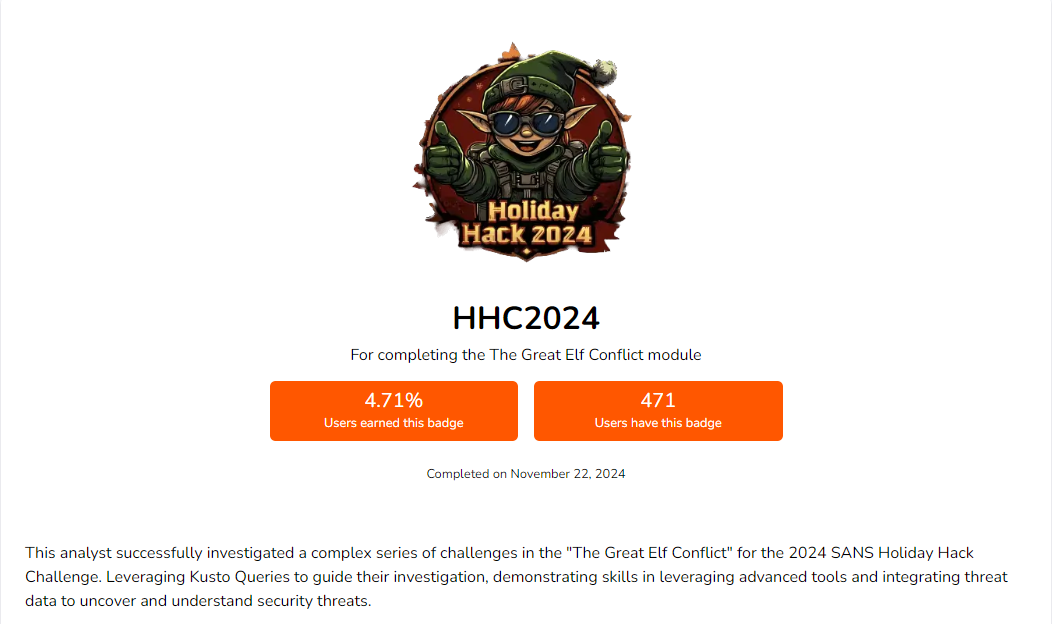 Holiday
Hack 2024
HHC2024
For completing the The Great Elf Conflict module
4.71%
Users earned this badge
471
Users have this badge
Completed on November 22, 2024
This analyst successfully investigated a complex series of challenges in the "The Great Elf Conflict" for the 2024 SANS Holiday Hack
Challenge. Leveraging Kusto Queries to guide their investigation, demonstrating skills in leveraging advanced tools and integrating threat
data to uncover and understand security threats.